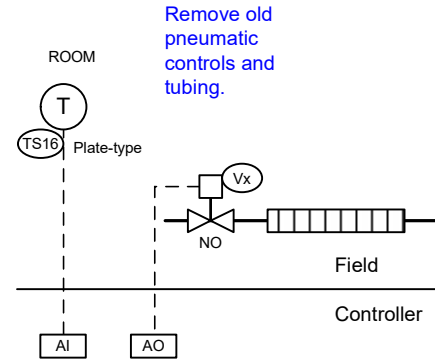 Remove old
pneumatic
controls and
tubing.
ROOM
T
TS16
Plate-type
Vx
NO
Field
Controller
AI
AO